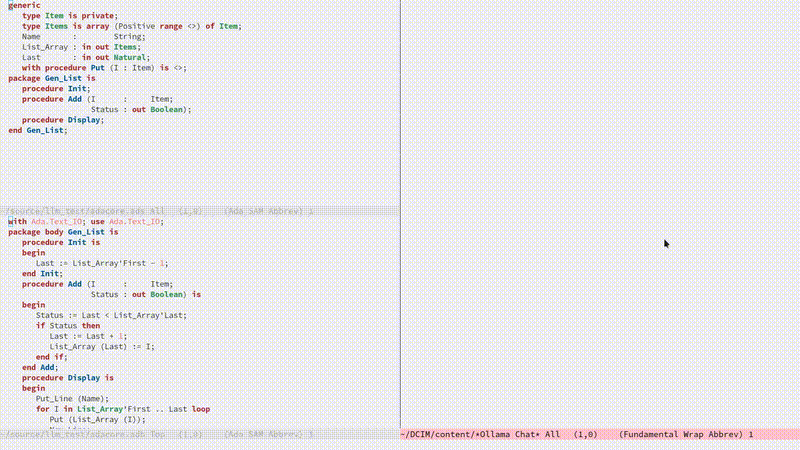 generic
   type Item is private;
   type Items is array (Positive range <>) of Item;
   Name       :       String;
   List_Array : in out Items;
   Last       : in out Natural;
   with procedure Put (I : Item) is <>;
package Gen_List is
   procedure Init;
   procedure Add (I      :     Item;
                  Status : out Boolean);
   procedure Display;
end Gen_List;
/source/llm_test/adacore.ads All   (1,0)     (Ada SAM Abbrev) 1
with Ada.Text_IO; use Ada.Text_IO;
package body Gen_List is
   procedure Init is
   begin
      Last := List_Array'First - 1;
   end Init;
   procedure Add (I      :     Item;
                  Status : out Boolean) is
   begin
      Status := Last < List_Array'Last;
      if Status then
         Last := Last + 1;
         List_Array (Last) := I;
      end if;
   end Add;
   procedure Display is
   begin
      Put_Line (Name);
      for I in List_Array'First .. Last loop
         Put (List_Array (I));
/source/llm_test/adacore.adb Top   (1,0)     (Ada SAM Abbrev) 1
~/DCIM/content/*Ollama Chat* All   (1,0)     (Fundamental Wrap Abbrev) 1